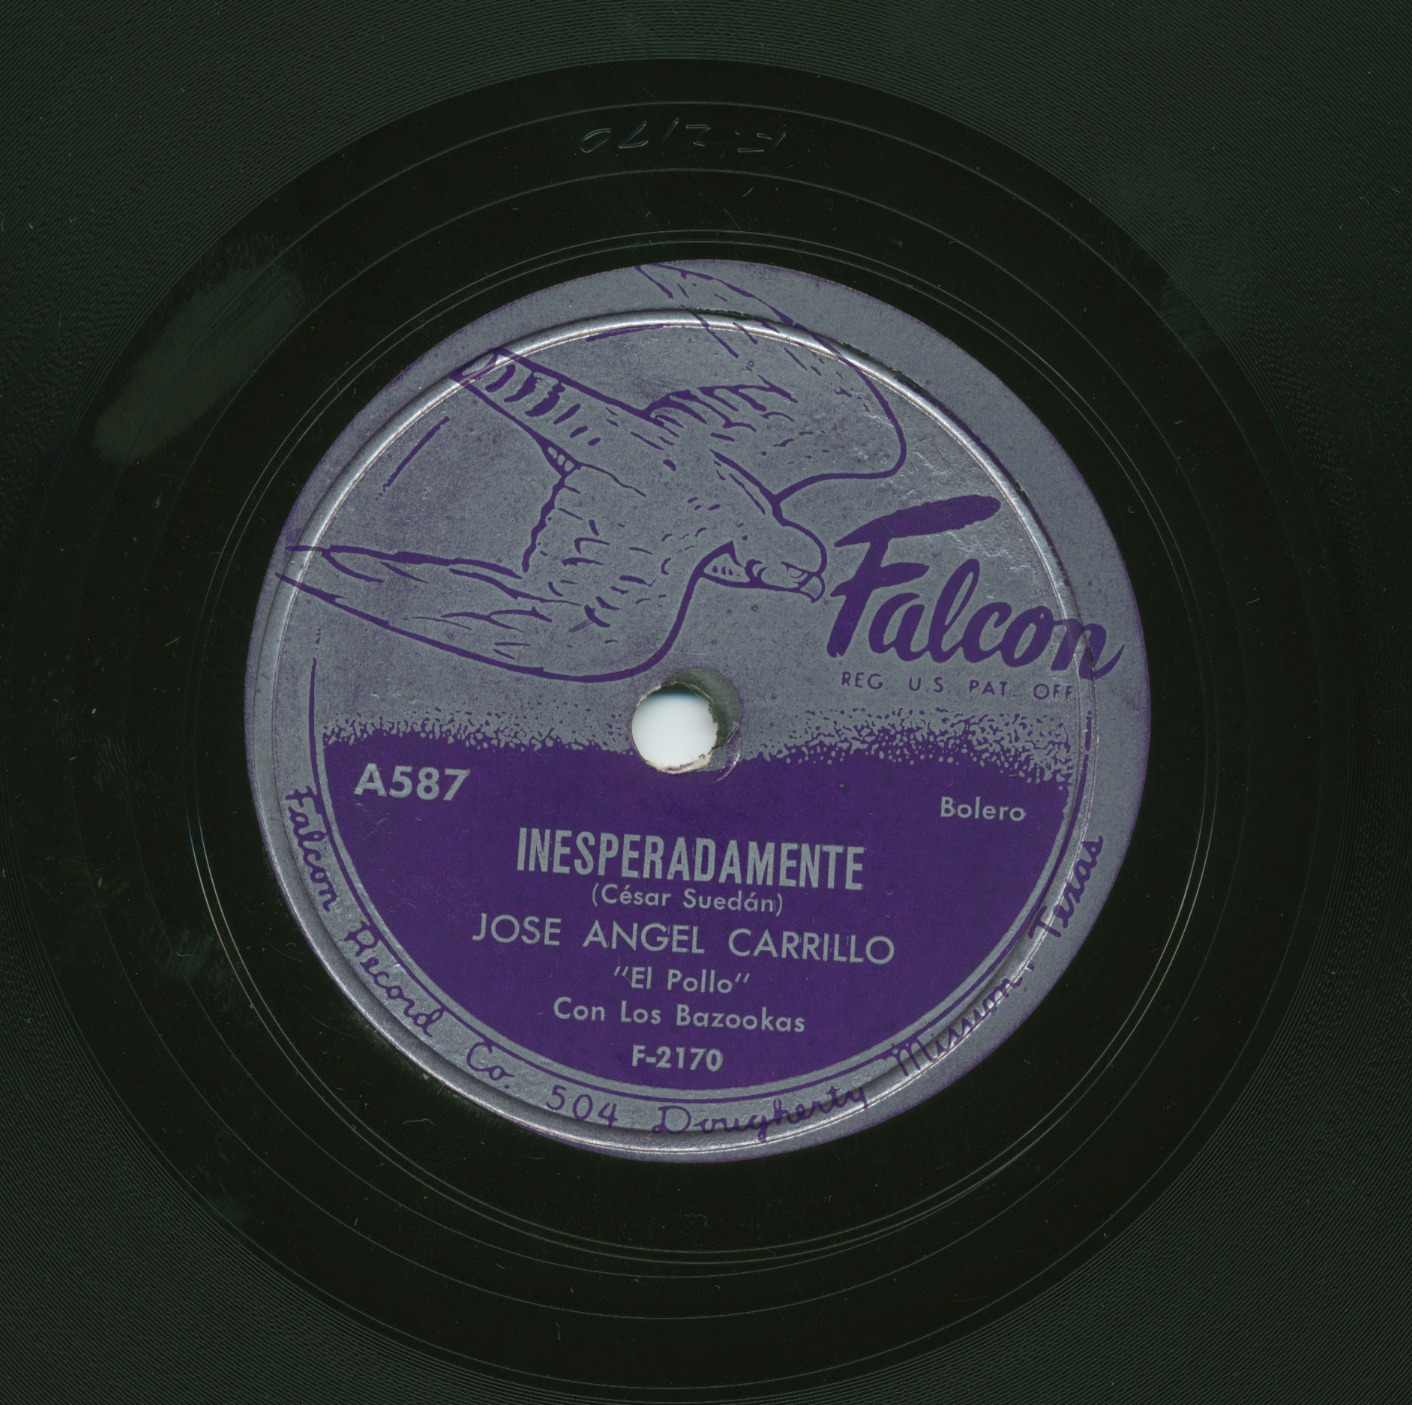 F-2170
Falcon
REG. U.S. PAT. OFF.
A587
Bolero
INESPERADAMENTE
(César Suedán)
JOSE ANGEL CARRILLO
"El Pollo"
Con Los Bazookas
F-2170
Falcon Record Co. 504 Dougherty Mission, Texas